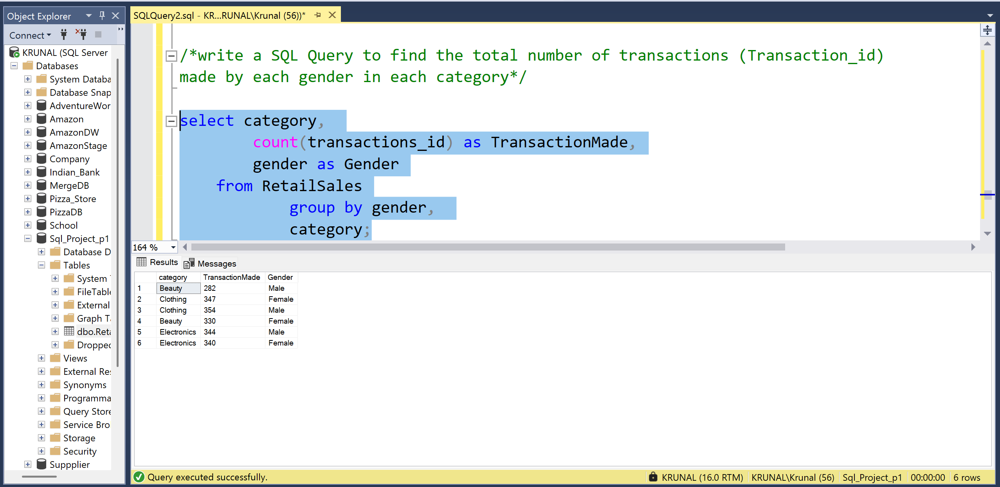 Object Explorer
Connect
KRUNAL (SQL Server
Databases
System Databa
Database Snap
AdventureWor
Amazon
AmazonDW
AmazonStage
Company
Indian_Bank
MergeDB
Pizza_Store
PizzaDB
School
Sql_Project_p1
Database D
Tables
System
FileTable
External
Graph Ta
dbo.Reta
Dropped
Views
External Res
Synonyms
Programma
Query Store
Service Bro
Storage
Security
Suppplier
SQLQuery2.sql - KR...RUNAL\Krunal (56))*
/*write a SQL Query to find the total number of transactions (Transaction_id)
made by each gender in each category*/
select category,
count(transactions_id) as TransactionMade,
gender as Gender
from RetailSales
group by gender,
category;
164 %
Results Messages
category TransactionMade Gender
1 Beauty 282 Male
2 Clothing 347 Female
3 Clothing 354 Male
4 Beauty 330 Female
5 Electronics 344 Male
6 Electronics 340 Female
Query executed successfully. KRUNAL (16.0 RTM) KRUNAL\Krunal (56) Sql_Project_p1 00:00:00 6 rows